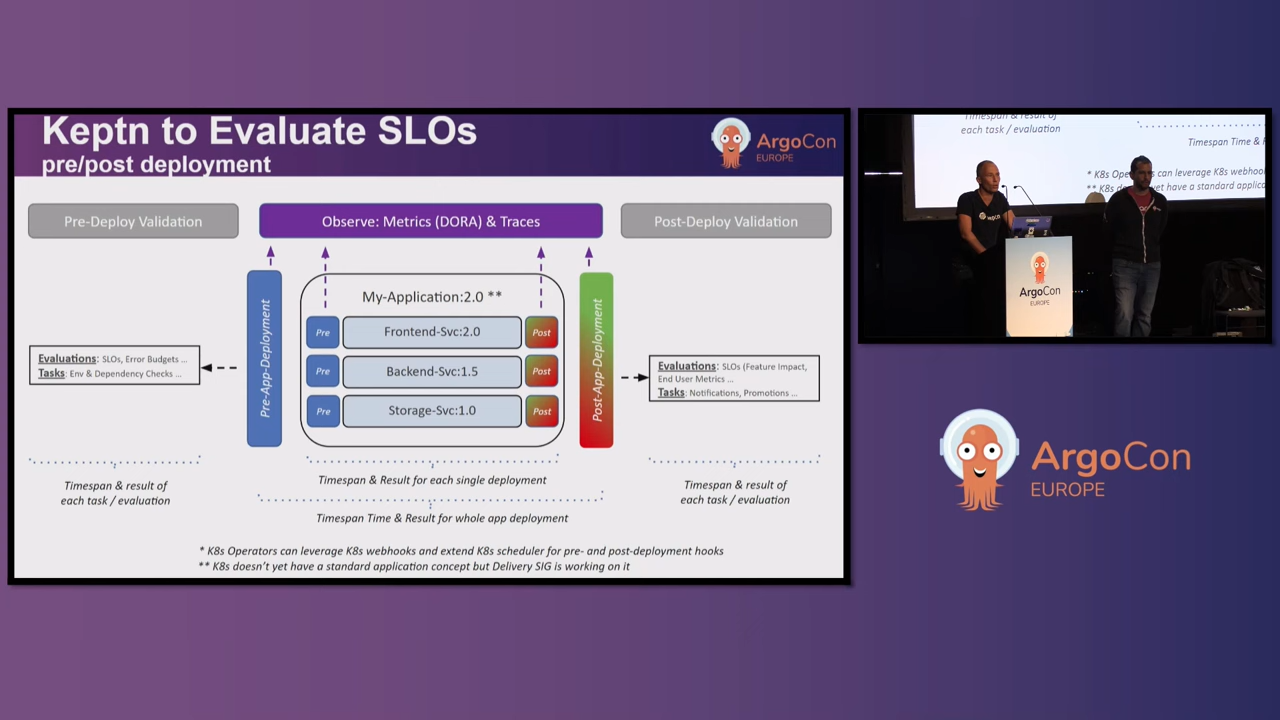 Keptn to Evaluate SLOs
pre/post deployment
ArgoCon
EUROPE
Pre-Deploy Validation
Observe: Metrics (DORA) & Traces
Post-Deploy Validation
Pre-App-Deployment
My-Application:2.0 **
Pre
Frontend-Svc:2.0
Post
Pre
Backend-Svc:1.5
Post
Pre
Storage-Svc:1.0
Post
Post-App-Deployment
Evaluations: SLOs, Error Budgets ...
Tasks: Env & Dependency Checks ...
Evaluations: SLOs (Feature Impact,
End User Metrics ...
Tasks: Notifications, Promotions ...
Timespan & result of
each task / evaluation
Timespan & Result for each single deployment
Timespan Time & Result for whole app deployment
Timespan & result of
each task / evaluation
* K8s Operators can leverage K8s webhooks and extend K8s scheduler for pre- and post-deployment hooks
** K8s doesn't yet have a standard application concept but Delivery SIG is working on it
Timespan & result of
each task / evaluation
Timespan Time &
* K8s can leverage K8s
** K8s yet have a standard
ArgoCon
EUROPE
ArgoCon
EUROPE